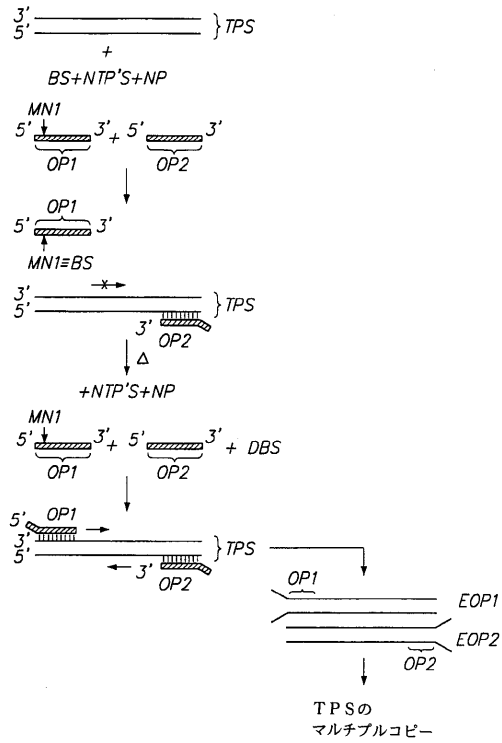 3'
5' TPS
+
BS+NTP'S+NP
MN1
5' 3' + 5' 3'
OP1 OP2
OP1
5' 3'
MN1≡BS
x
3'
5' TPS
3' OP2
Δ
+NTP'S+NP
MN1
5' 3' + 5' 3' + DBS
OP1 OP2
5' OP1
3'
5' TPS
3' OP2
OP1
EOP1
EOP2
OP2
TPSの
マルチプルコピー